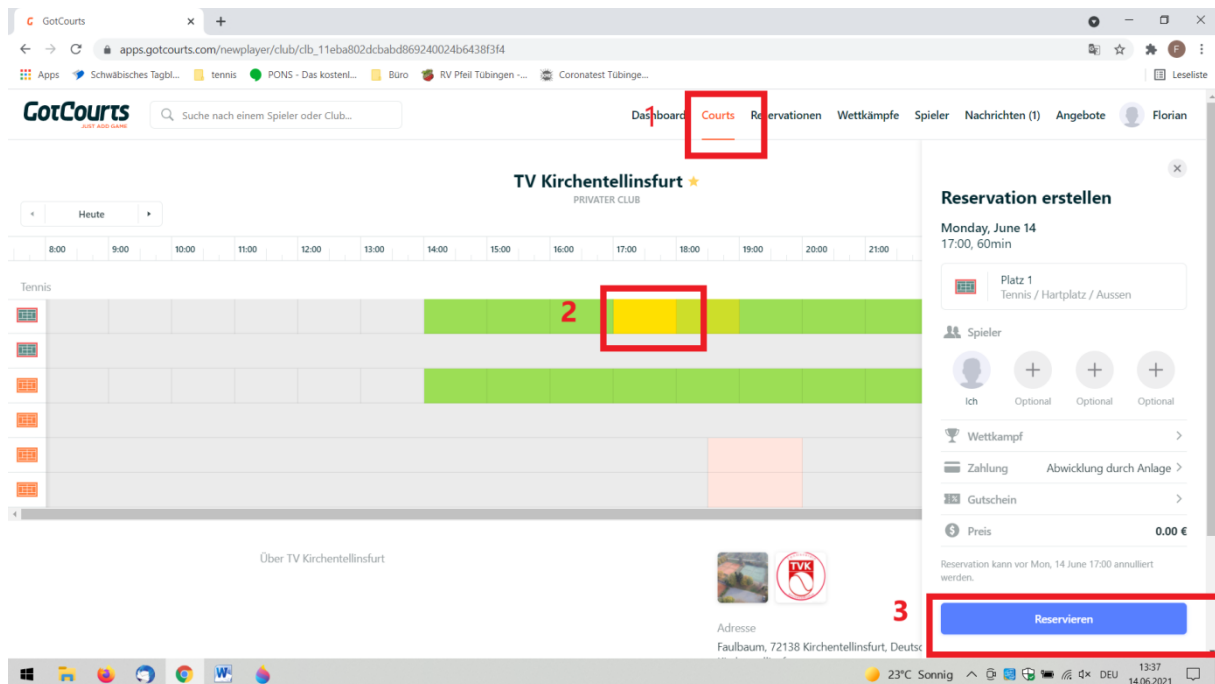 GotCourts
apps.gotcourts.com/newplayer/club/clb_11eba802dcbabd869240024b6438f3f4
F
Apps Schwäbisches Tagbl... tennis PONS - Das kostenl... Büro RV Pfeil Tübingen -... Coronatest Tübinge... Leseliste
GOTCOURTS
JUST ADD GAME
Suche nach einem Spieler oder Club...
1
Dashboard Courts Reservationen Wettkämpfe Spieler Nachrichten (1) Angebote Florian
TV Kirchentellinsfurt
PRIVATER CLUB
Heute
8:00 9:00 10:00 11:00 12:00 13:00 14:00 15:00 16:00 17:00 18:00 19:00 20:00 21:00
Tennis
2
Reservation erstellen
Monday, June 14
17:00, 60min
Platz 1
Tennis / Hartplatz / Aussen
Spieler
Ich Optional Optional Optional
Wettkampf
Zahlung Abwicklung durch Anlage
Gutschein
Preis 0.00 €
Reservation kann vor Mon, 14 June 17:00 annulliert
werden.
3
Reservieren
Über TV Kirchentellinsfurt
TVK
Adresse
Faulbaum, 72138 Kirchentellinsfurt, Deutsc
23°C Sonnig DEU 13:37
14.06.2021